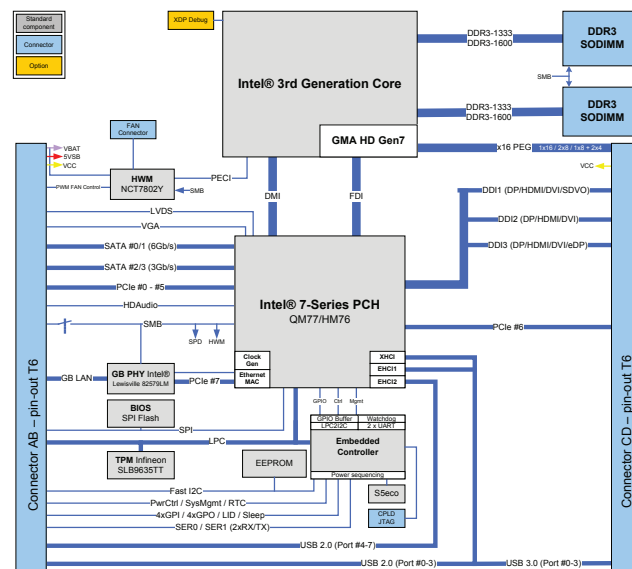 Standard component
Connector
Option
XDP Debug
Intel® 3rd Generation Core
GMA HD Gen7
DDR3-1333
DDR3-1600
DDR3
SODIMM
SMB
DDR3-1333
DDR3-1600
DDR3
SODIMM
x16 PEG
1x16 / 2x8 / 1x8 + 2x4
VCC
FAN
Connector
VBAT
5VSB
VCC
HWM
NCT7802Y
PECI
PWM FAN Control
SMB
DMI
FDI
LVDS
VGA
SATA #0/1 (6Gb/s)
SATA #2/3 (3Gb/s)
PCIe #0 - #5
HDAudio
SMB
SPD
HWM
DDI1 (DP/HDMI/DVI/SDVO)
DDI2 (DP/HDMI/DVI)
DDI3 (DP/HDMI/DVI/eDP)
Intel® 7-Series PCH
QM77/HM76
PCIe #6
Clock
Gen
Ethernet
MAC
XHCI
EHCI1
EHCI2
GB LAN
GB PHY Intel®
Lewisville 82579LM
PCIe #7
BIOS
SPI Flash
SPI
LPC
TPM Infineon
SLB9635TT
GPIO
Ctrl
Mgmt
GPIO Buffer
Watchdog
LPC2I2C
2 x UART
Embedded
Controller
Power sequencing
EEPROM
S5eco
CPLD
JTAG
Fast I2C
PwrCtrl / SysMgmt / RTC
4xGPI / 4xGPO / LID / Sleep
SER0 / SER1 (2xRX/TX)
USB 2.0 (Port #4-7)
USB 2.0 (Port #0-3)
USB 3.0 (Port #0-3)
Connector AB – pin-out T6
Connector CD – pin-out T6